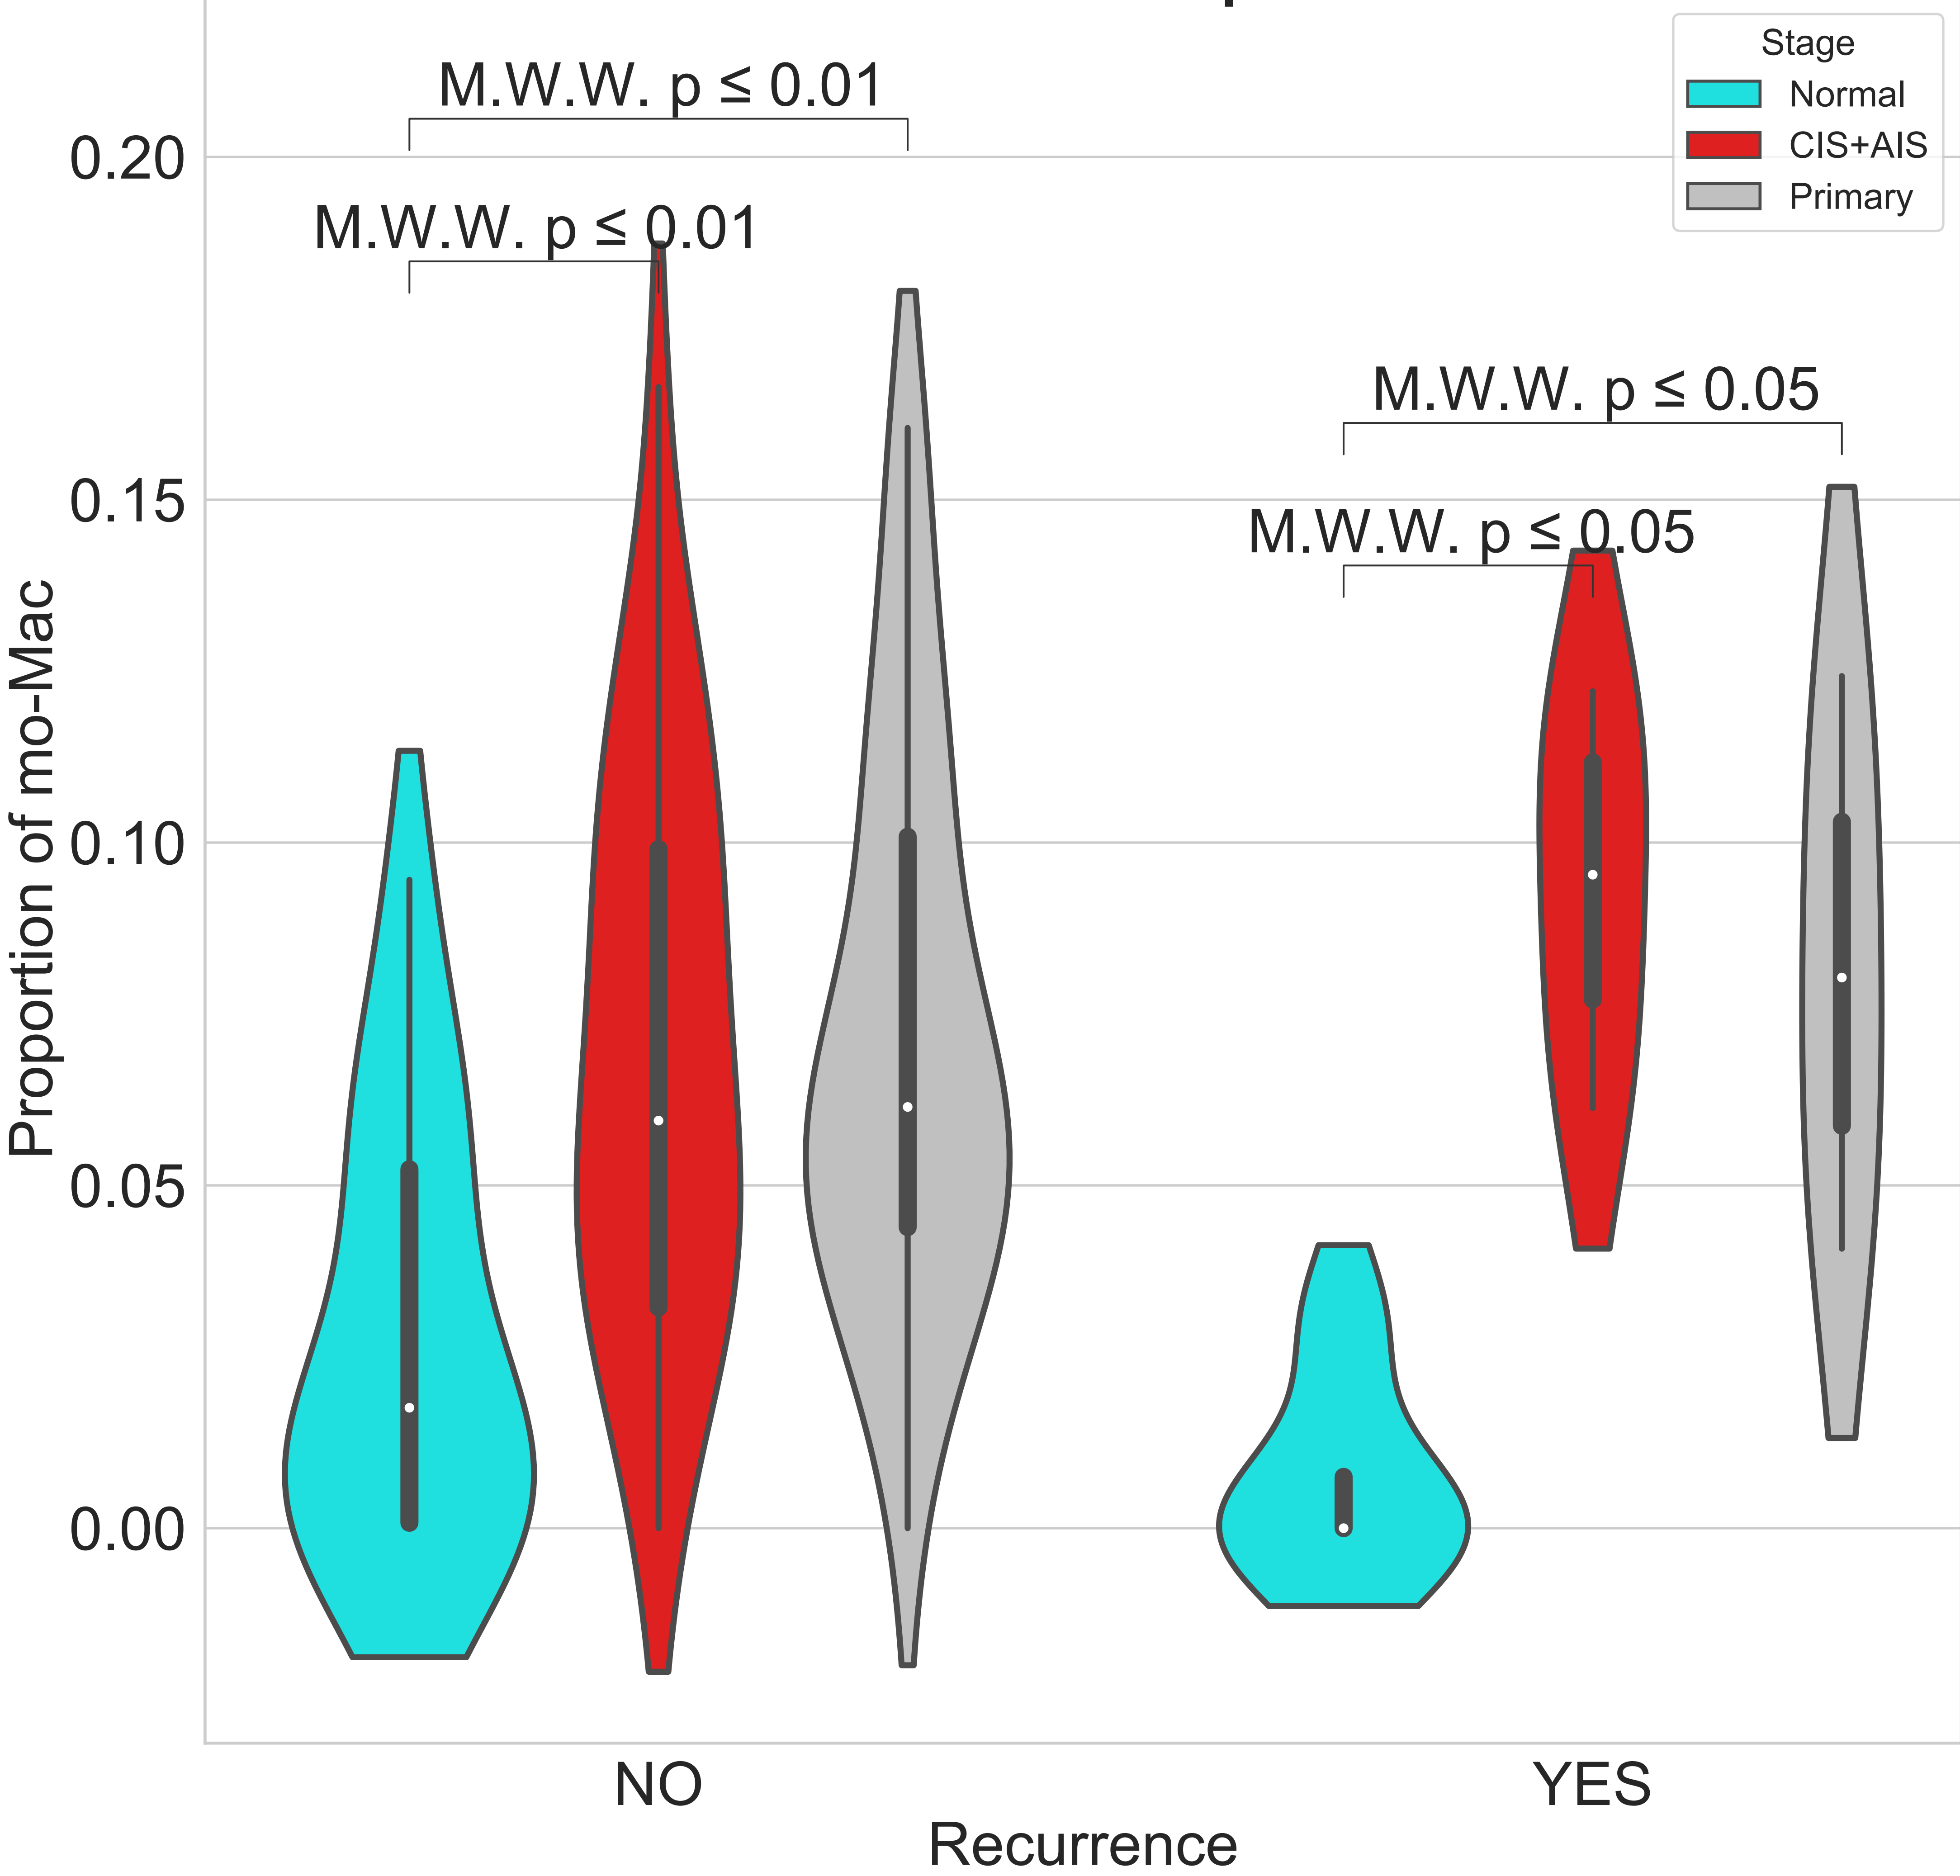 Stage
Normal
CIS+AIS
Primary
M.W.W. p ≤ 0.01
M.W.W. p ≤ 0.01
M.W.W. p ≤ 0.05
M.W.W. p ≤ 0.05
Proportion of mo-Mac
0.20
0.15
0.10
0.05
0.00
NO
YES
Recurrence